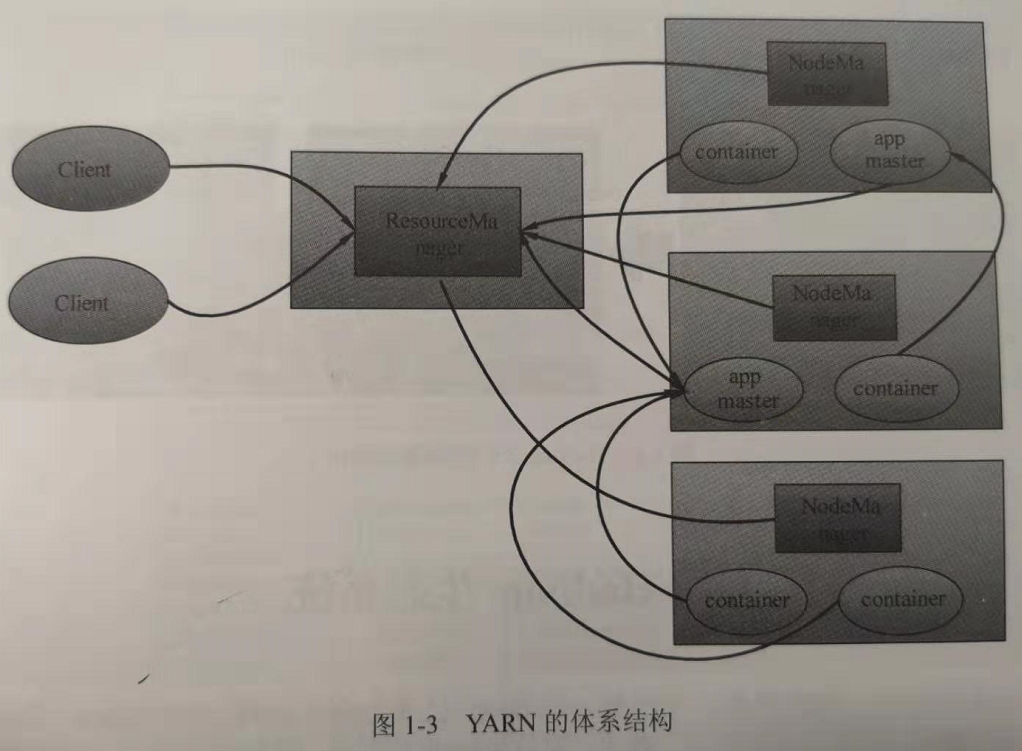 Client
Client
ResourceMa
nager
NodeMa
nager
container
app
master
NodeMa
nager
app
master
container
NodeMa
nager
container
container
图 1-3 YARN 的体系结构